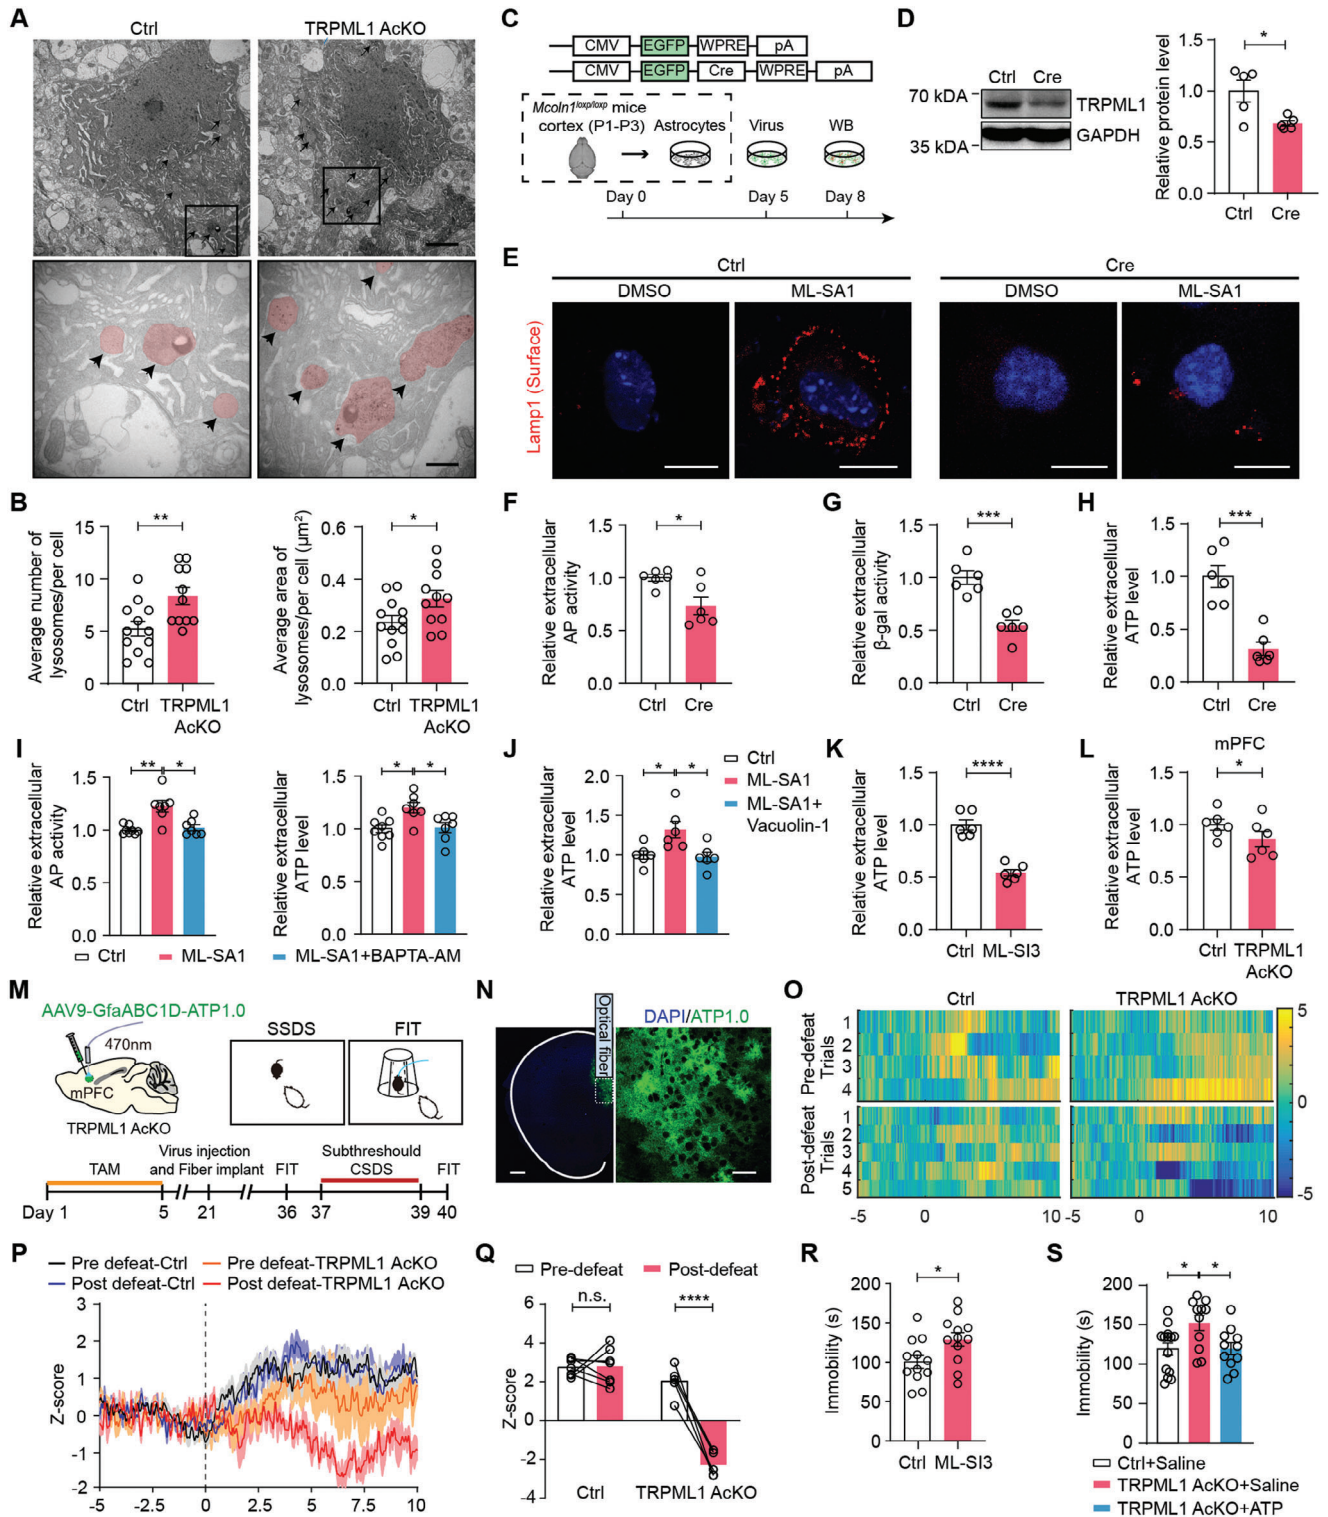 A
Ctrl
TRPML1 AcKO
B
Average number of
lysosomes/per cell
15
10
5
0
**
Ctrl
TRPML1
AcKO
Average area of
lysosomes/per cell (μm²)
0.6
0.4
0.2
0.0
*
Ctrl
TRPML1
AcKO
C
CMV
EGFP
WPRE
pA
CMV
EGFP
Cre
WPRE
pA
Mcoln1loxp/loxp mice
cortex (P1-P3)
Astrocytes
Virus
WB
Day 0
Day 5
Day 8
D
Ctrl
Cre
70 kDA
TRPML1
35 kDA
GAPDH
Relative protein level
1.5
1.0
0.5
0.0
*
Ctrl
Cre
E
Ctrl
Cre
DMSO
ML-SA1
DMSO
ML-SA1
Lamp1 (Surface)
F
Relative extracellular
AP activity
1.5
1.0
0.5
0.0
*
Ctrl
Cre
G
Relative extracellular
β-gal activity
1.5
1.0
0.5
0.0
***
Ctrl
Cre
H
Relative extracellular
ATP level
1.5
1.0
0.5
0.0
***
Ctrl
Cre
I
Relative extracellular
AP activity
1.5
1.0
0.5
0.0
**
*
Relative extracellular
ATP level
1.5
1.0
0.5
0.0
*
*
Ctrl
ML-SA1
ML-SA1+BAPTA-AM
J
Relative extracellular
ATP level
2.0
1.5
1.0
0.5
0.0
*
*
Ctrl
ML-SA1
ML-SA1+
Vacuolin-1
K
Relative extracellular
ATP level
1.5
1.0
0.5
0.0
****
Ctrl
ML-SI3
L
mPFC
Relative extracellular
ATP level
1.5
1.0
0.5
0.0
*
Ctrl
TRPML1
AcKO
M
AAV9-GfaABC1D-ATP1.0
470nm
mPFC
TRPML1 AcKO
SSDS
FIT
TAM
Virus injection
and Fiber implant
FIT
Subthreshould
CSDS
FIT
Day 1
5
21
36
37
39
40
N
DAPI/ATP1.0
Optical fiber
O
Ctrl
TRPML1 AcKO
Pre-defeat
Trials
1
2
3
4
Post-defeat
Trials
1
2
3
4
5
-5
0
10
-5
0
10
5
0
-5
P
Pre defeat-Ctrl
Pre defeat-TRPML1 AcKO
Post defeat-Ctrl
Post defeat-TRPML1 AcKO
Z-score
3
2
1
0
-1
-2
-5
-2.5
0
2.5
5
7.5
10
Q
Pre-defeat
Post-defeat
Z-score
6
4
2
0
-2
-4
n.s.
****
Ctrl
TRPML1 AcKO
R
Immobility (s)
200
150
100
50
0
*
Ctrl
ML-SI3
S
Immobility (s)
200
150
100
50
0
*
*
Ctrl+Saline
TRPML1 AcKO+Saline
TRPML1 AcKO+ATP